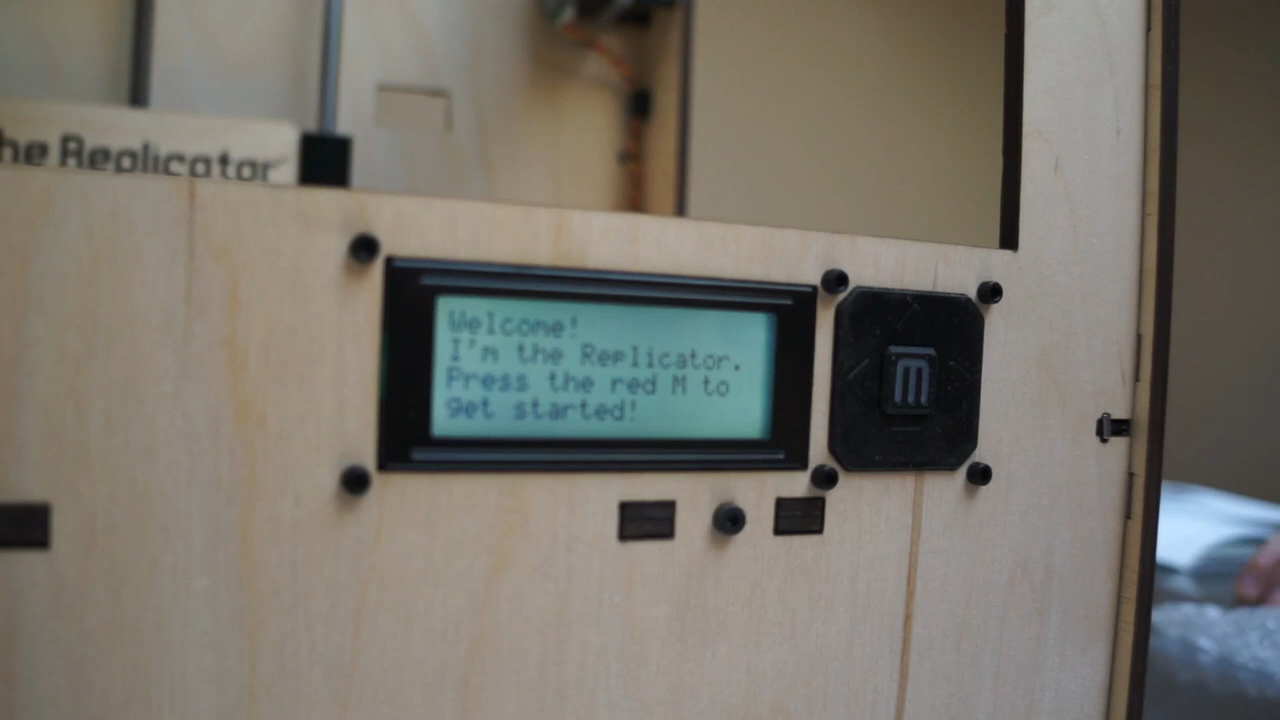 he Replicator
Welcome!
I'm the Replicator.
Press the red M to
get started!
M